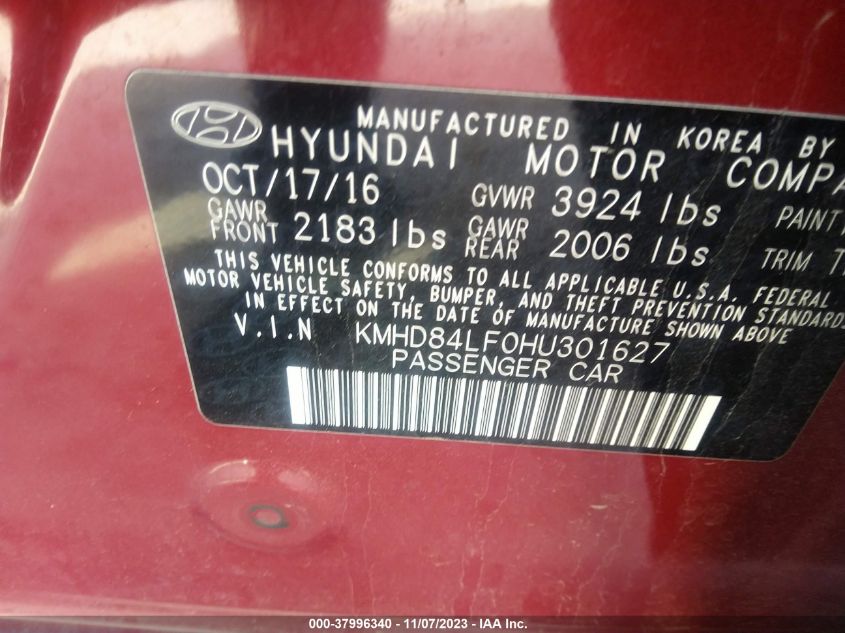 MANUFACTURED IN KOREA BY
HYUNDAI MOTOR COMPA
OCT/17/16 GVWR 3924 lbs PAINT
GAWR FRONT 2183 lbs GAWR REAR 2006 lbs TRIM T
THIS VEHICLE CONFORMS TO ALL APPLICABLE U.S.A. FEDERAL
MOTOR VEHICLE SAFETY, BUMPER, AND THEFT PREVENTION STANDARDS
IN EFFECT ON THE DATE OF MANUFACTURE SHOWN ABOVE
V.I.N KMHD84LF0HU301627
PASSENGER CAR
000-37996340 - 11/07/2023 - IAA Inc.